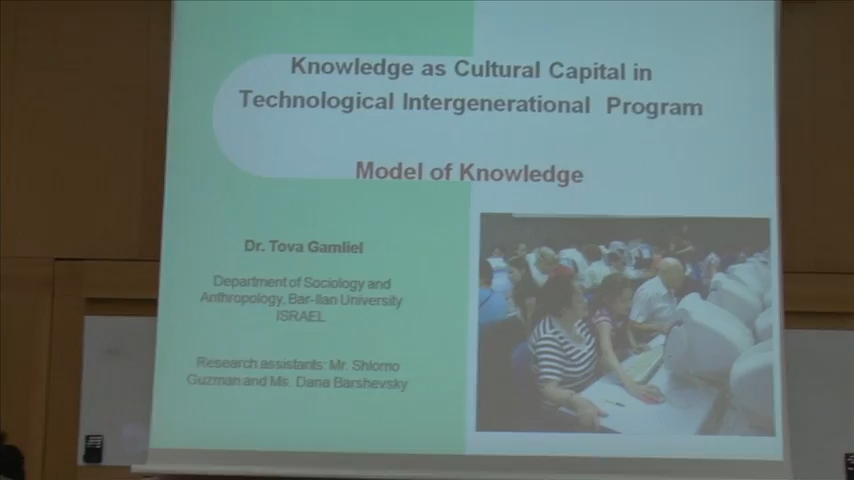 Knowledge as Cultural Capital in
Technological Intergenerational Program
Model of Knowledge
Dr. Tova Gamliel
Department of Sociology and
Anthropology, Bar-Ilan University
ISRAEL
Research assistants: Mr. Shlomo
Guzman and Ms. Dana Barshevsky